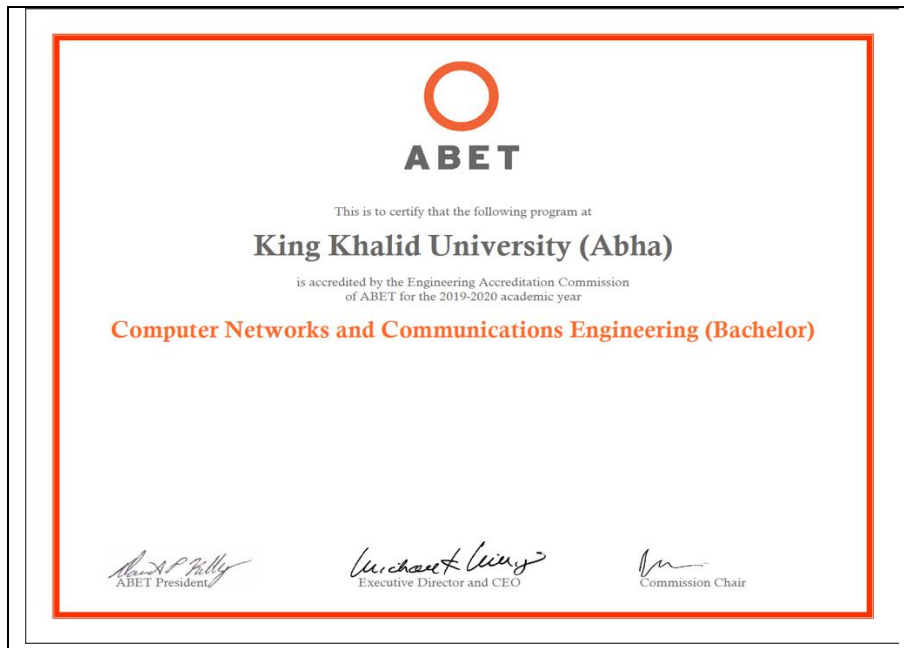 ABET
This is to certify that the following program at
King Khalid University (Abha)
is accredited by the Engineering Accreditation Commission
of ABET for the 2019-2020 academic year
Computer Networks and Communications Engineering (Bachelor)
ABET President
Executive Director and CEO
Commission Chair